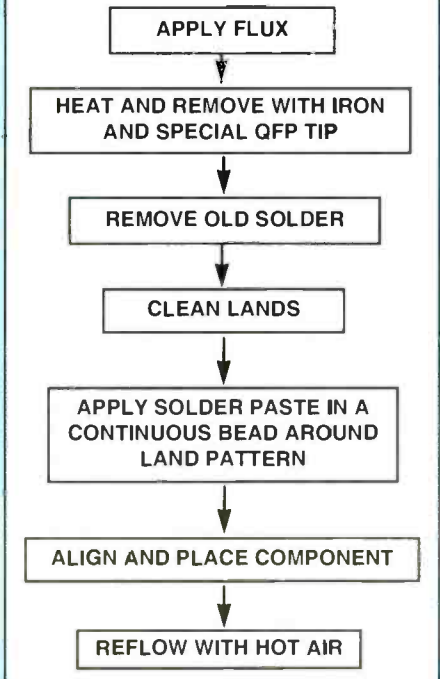 APPLY FLUX
HEAT AND REMOVE WITH IRON
AND SPECIAL QFP TIP
REMOVE OLD SOLDER
CLEAN LANDS
APPLY SOLDER PASTE IN A
CONTINUOUS BEAD AROUND
LAND PATTERN
ALIGN AND PLACE COMPONENT
REFLOW WITH HOT AIR